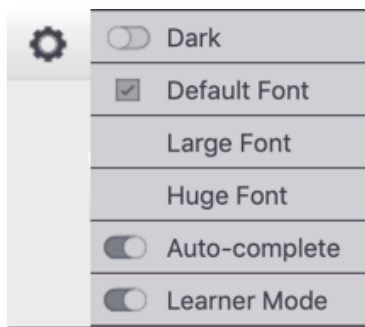 Dark
Default Font
Large Font
Huge Font
Auto-complete
Learner Mode